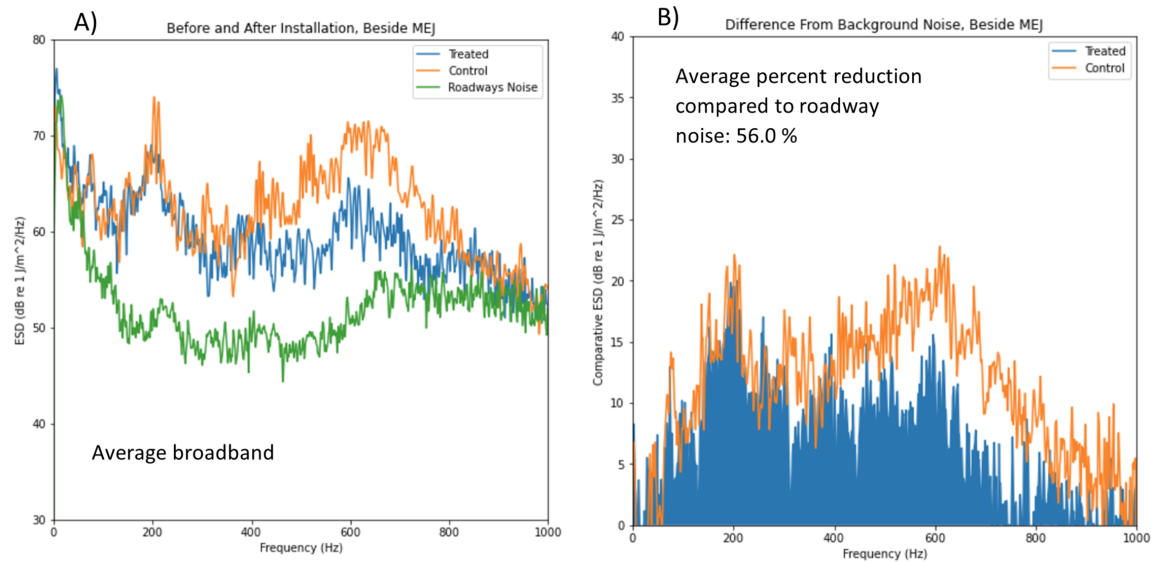 A)
Before and After Installation, Beside MEJ
80
70
60
50
40
30
ESD (dB re 1 J/m^2/Hz)
Treated
Control
Roadways Noise
Average broadband
0
200
400
600
800
1000
Frequency (Hz)
B)
Difference From Background Noise, Beside MEJ
40
35
30
25
20
15
10
5
0
Comparative ESD (dB re 1 J/m^2/Hz)
Average percent reduction
compared to roadway
noise: 56.0 %
Treated
Control
0
200
400
600
800
1000
Frequency (Hz)